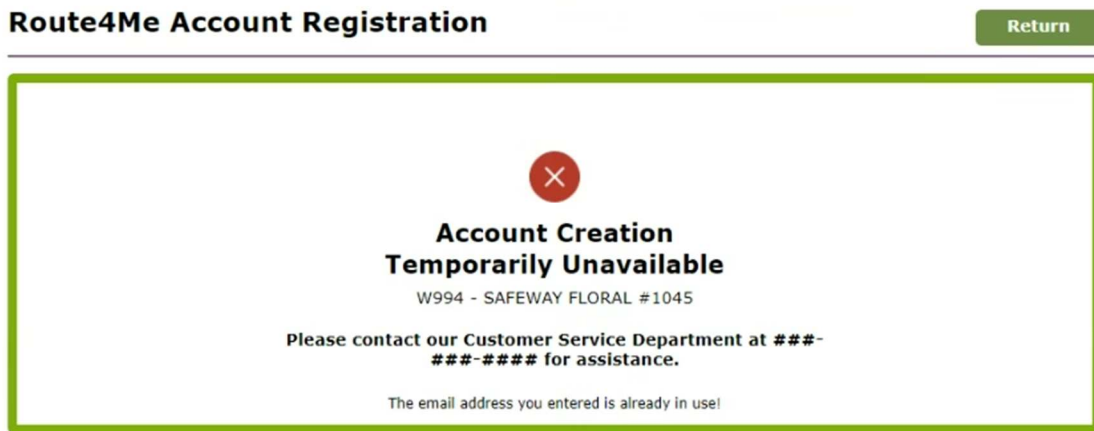 Route4Me Account Registration
Return
Account Creation
Temporarily Unavailable
W994 - SAFEWAY FLORAL #1045
Please contact our Customer Service Department at ###-
###-#### for assistance.
The email address you entered is already in use!